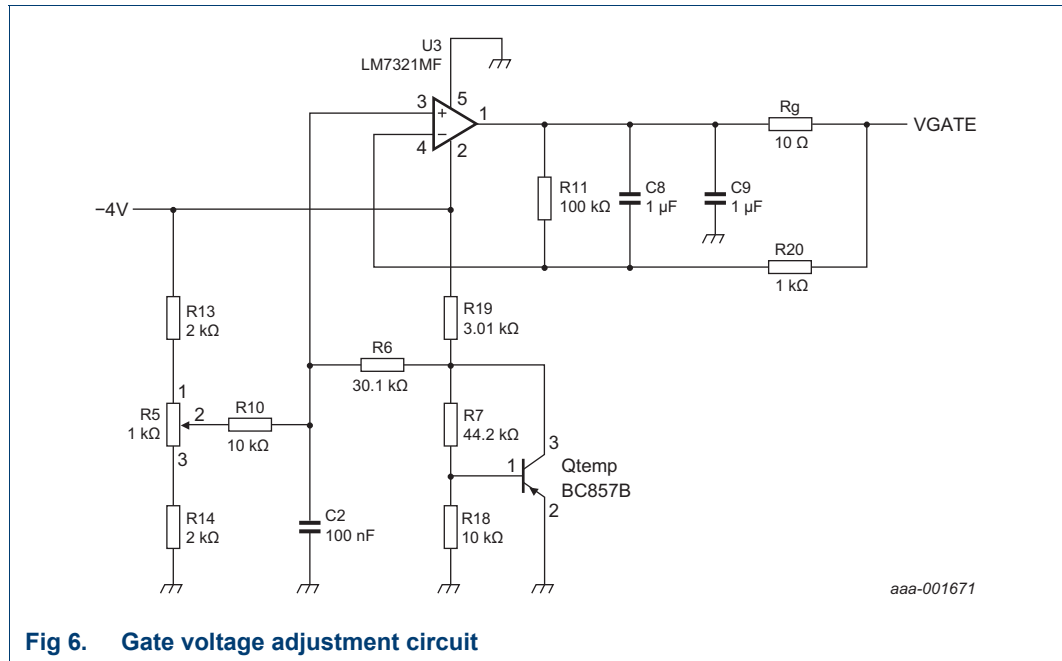 U3
LM7321MF
3
+
5
1
4
−
2
Rg
10 Ω
VGATE
R11
100 kΩ
C8
1 μF
C9
1 μF
−4V
R20
1 kΩ
R13
2 kΩ
R19
3.01 kΩ
R6
30.1 kΩ
R5
1 kΩ
1
2
3
R10
10 kΩ
R7
44.2 kΩ
1
3
2
Qtemp
BC857B
R14
2 kΩ
C2
100 nF
R18
10 kΩ
aaa-001671
Fig 6. Gate voltage adjustment circuit